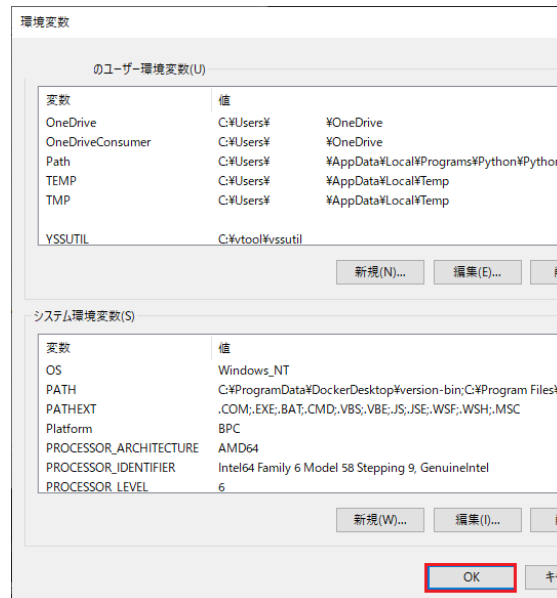 環境変数
のユーザー環境変数(U)
変数 値
OneDrive C:¥Users¥ ¥OneDrive
OneDriveConsumer C:¥Users¥ ¥OneDrive
Path C:¥Users¥ ¥AppData¥Local¥Programs¥Python¥Pytho
TEMP C:¥Users¥ ¥AppData¥Local¥Temp
TMP C:¥Users¥ ¥AppData¥Local¥Temp
YSSUTIL C:¥vtool¥vssutil
新規(N)... 編集(E)...
システム環境変数(S)
変数 値
OS Windows_NT
PATH C:¥ProgramData¥DockerDesktop¥version-bin;C:¥Program Files¥
PATHEXT .COM;.EXE;.BAT;.CMD;.VBS;.VBE;.JS;.JSE;.WSF;.WSH;.MSC
Platform BPC
PROCESSOR_ARCHITECTURE AMD64
PROCESSOR_IDENTIFIER Intel64 Family 6 Model 58 Stepping 9, GenuineIntel
PROCESSOR_LEVEL 6
新規(W)... 編集(I)...
OK キ